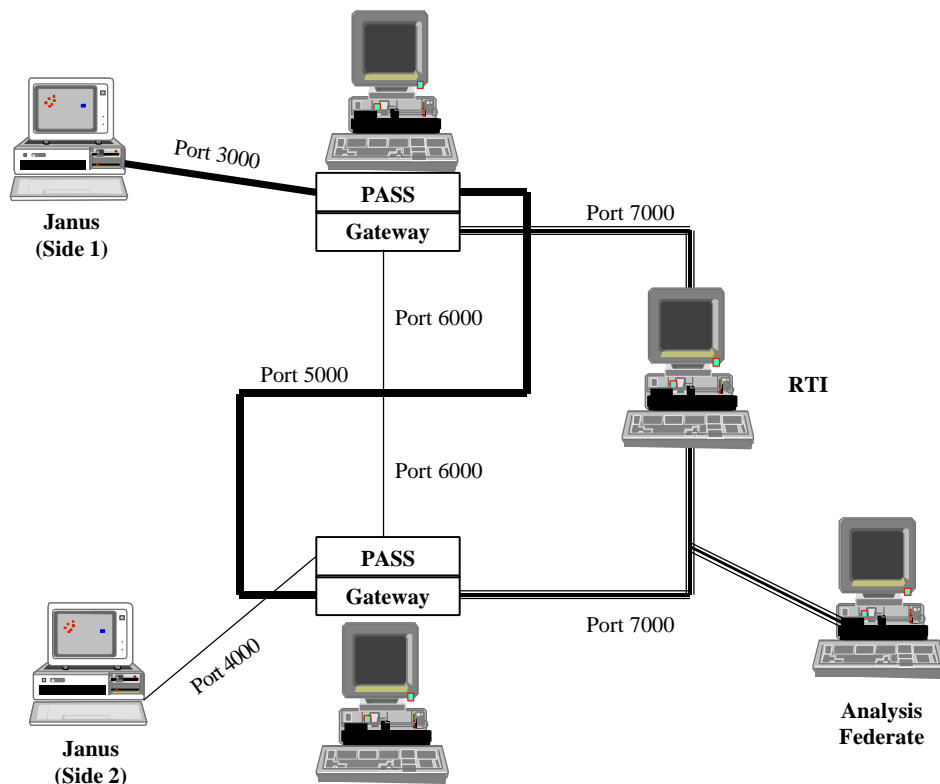 Port 3000
Janus
(Side 1)
PASS
Gateway
Port 7000
Port 6000
Port 5000
RTI
Port 6000
PASS
Gateway
Port 7000
Port 4000
Janus
(Side 2)
Analysis
Federate